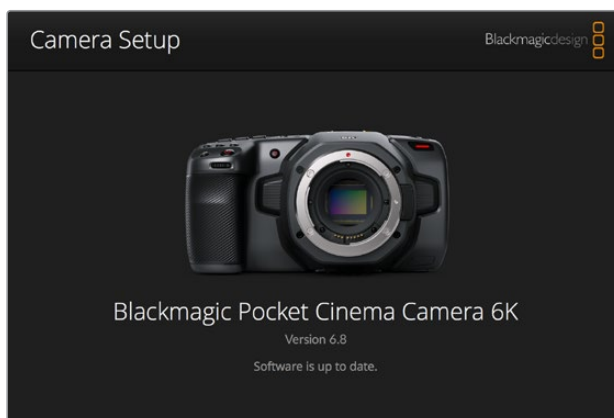 Camera Setup
Blackmagicdesign
Blackmagic Pocket Cinema Camera 6K
Version 6.8
Software is up to date.